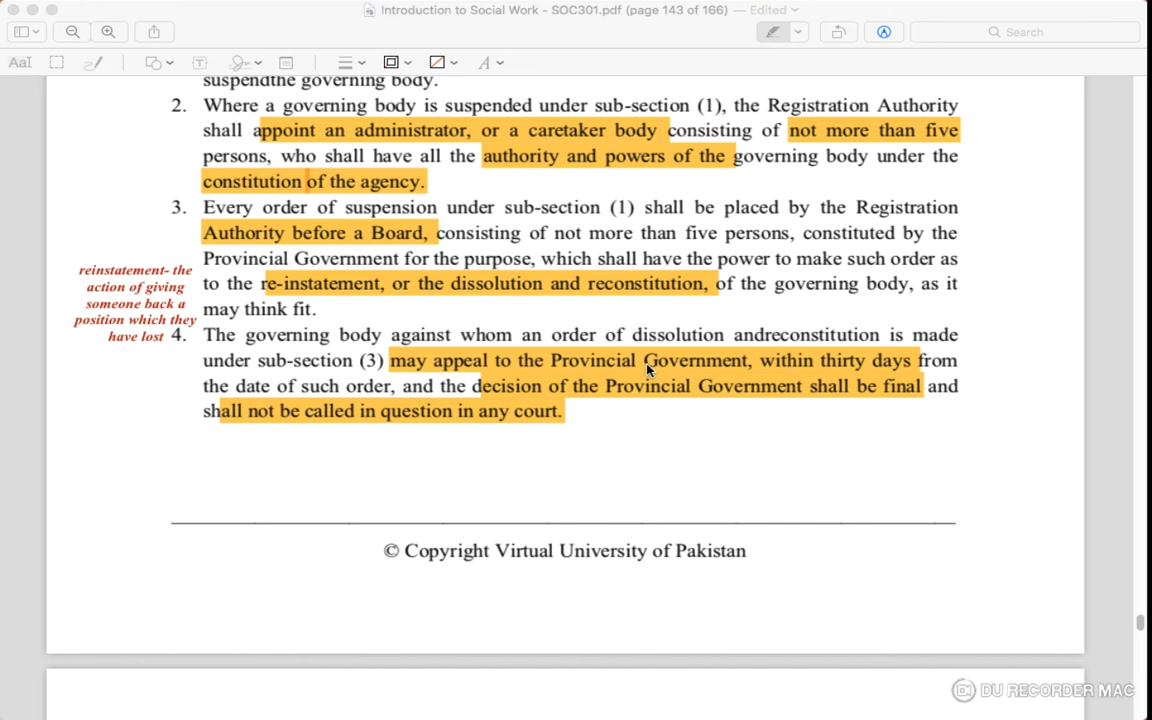 Introduction to Social Work - SOC301.pdf (page 143 of 166) — Edited
Search
AaI
T
A
suspendthe governing body.
2. Where a governing body is suspended under sub-section (1), the Registration Authority
shall appoint an administrator, or a caretaker body consisting of not more than five
persons, who shall have all the authority and powers of the governing body under the
constitution of the agency.
3. Every order of suspension under sub-section (1) shall be placed by the Registration
Authority before a Board, consisting of not more than five persons, constituted by the
Provincial Government for the purpose, which shall have the power to make such order as
to the re-instatement, or the dissolution and reconstitution, of the governing body, as it
may think fit.
reinstatement- the
action of giving
someone back a
position which they
have lost
4. The governing body against whom an order of dissolution andreconstitution is made
under sub-section (3) may appeal to the Provincial Government, within thirty days from
the date of such order, and the decision of the Provincial Government shall be final and
shall not be called in question in any court.
© Copyright Virtual University of Pakistan
DU RECORDER MAC